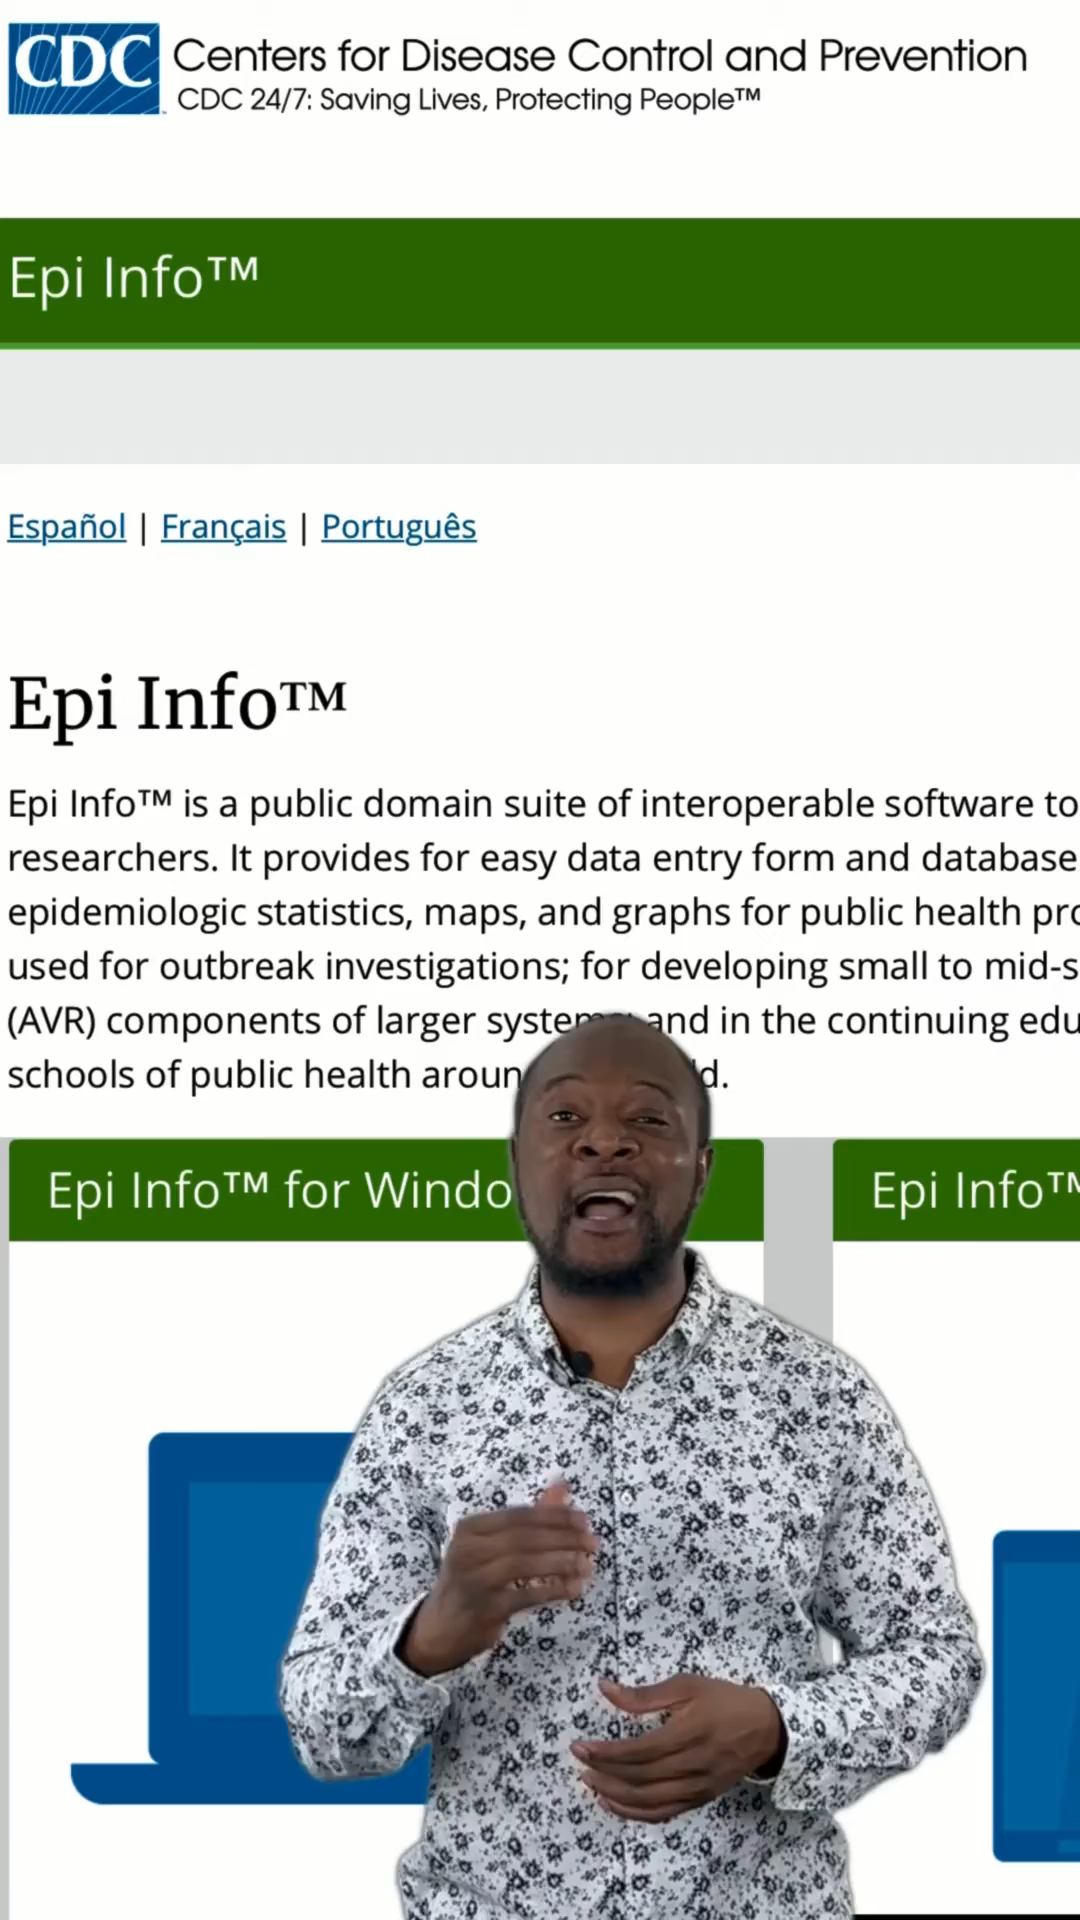 CDC
Centers for Disease Control and Prevention
CDC 24/7: Saving Lives, Protecting People™
Epi Info™
Español | Français | Português
Epi Info™
Epi Info™ is a public domain suite of interoperable software to
researchers. It provides for easy data entry form and database
epidemiologic statistics, maps, and graphs for public health pro
used for outbreak investigations; for developing small to mid-s
(AVR) components of larger system and in the continuing edu
schools of public health aroun d.
Epi Info™ for Windo
Epi Info™